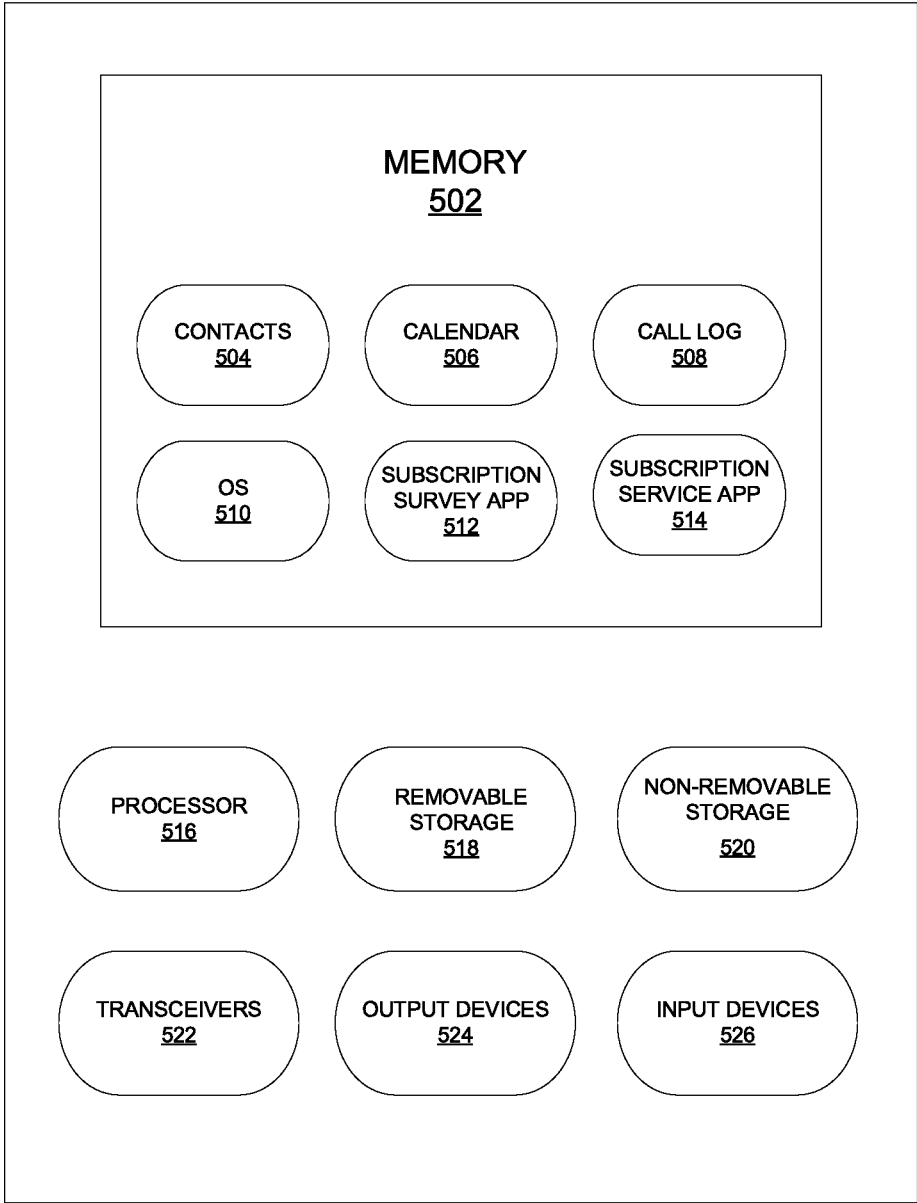 MEMORY
502
CONTACTS
504
CALENDAR
506
CALL LOG
508
OS
510
SUBSCRIPTION
SURVEY APP
512
SUBSCRIPTION
SERVICE APP
514
PROCESSOR
516
REMOVABLE
STORAGE
518
NON-REMOVABLE
STORAGE
520
TRANSCEIVERS
522
OUTPUT DEVICES
524
INPUT DEVICES
526